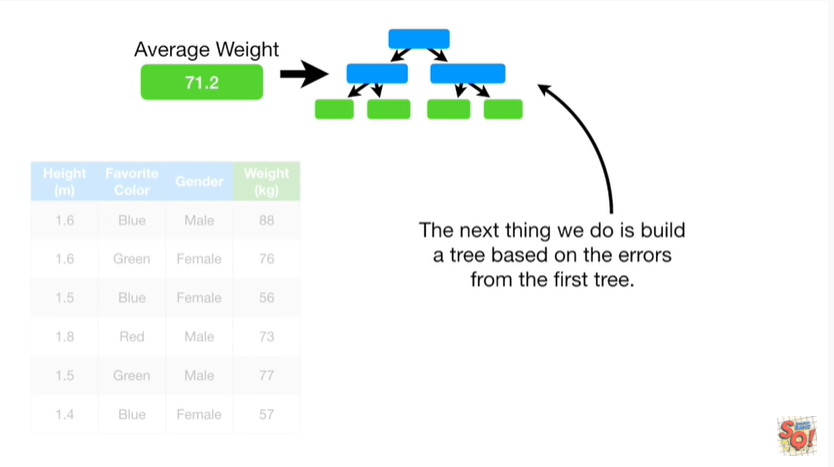 Average Weight
71.2
The next thing we do is build
a tree based on the errors
from the first tree.
Height (m) Favorite Color Gender Weight (kg)
1.6 Blue Male 88
1.6 Green Female 76
1.5 Blue Female 56
1.8 Red Male 73
1.5 Green Male 77
1.4 Blue Female 57
SQ!